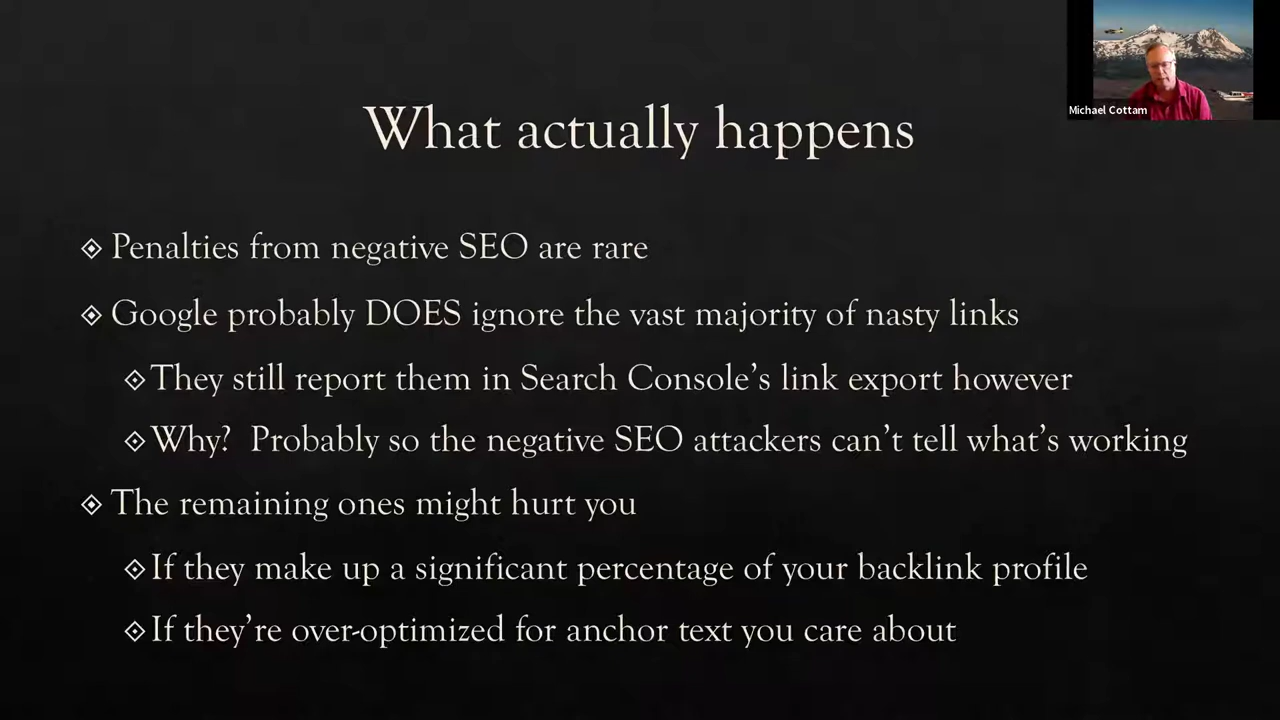 Michael Cottam
What actually happens
Penalties from negative SEO are rare
Google probably DOES ignore the vast majority of nasty links
They still report them in Search Console's link export however
Why?  Probably so the negative SEO attackers can't tell what's working
The remaining ones might hurt you
If they make up a significant percentage of your backlink profile
If they're over-optimized for anchor text you care about